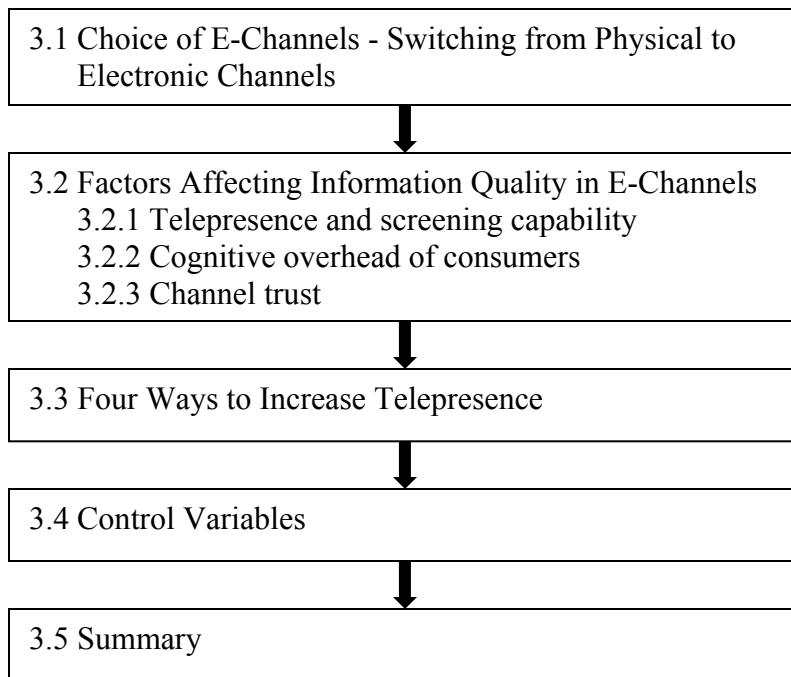 3.1 Choice of E-Channels - Switching from Physical to
Electronic Channels
3.2 Factors Affecting Information Quality in E-Channels
3.2.1 Telepresence and screening capability
3.2.2 Cognitive overhead of consumers
3.2.3 Channel trust
3.3 Four Ways to Increase Telepresence
3.4 Control Variables
3.5 Summary